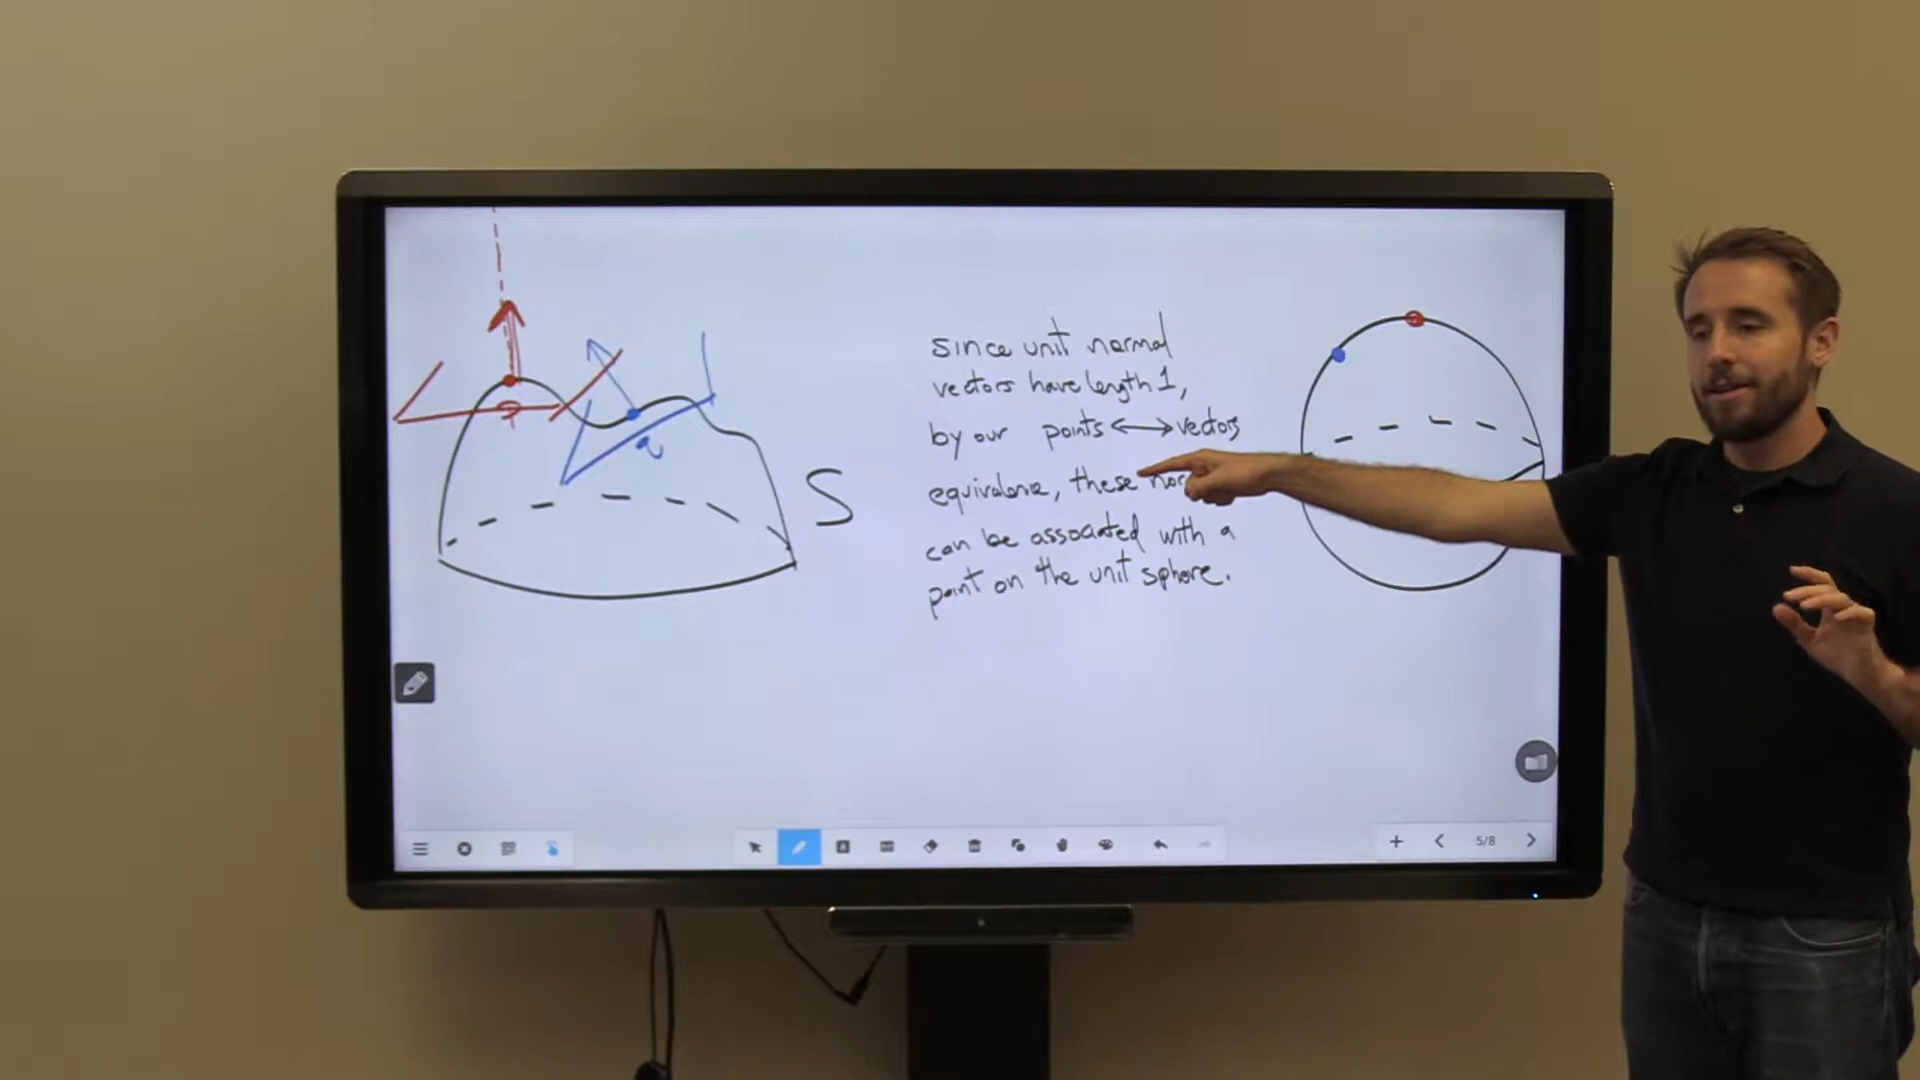 since unit normal
vectors have length 1,
by our points ↔ vectors
equivalence, these
can be associated with a
point on the unit sphere.
S
q
5/8